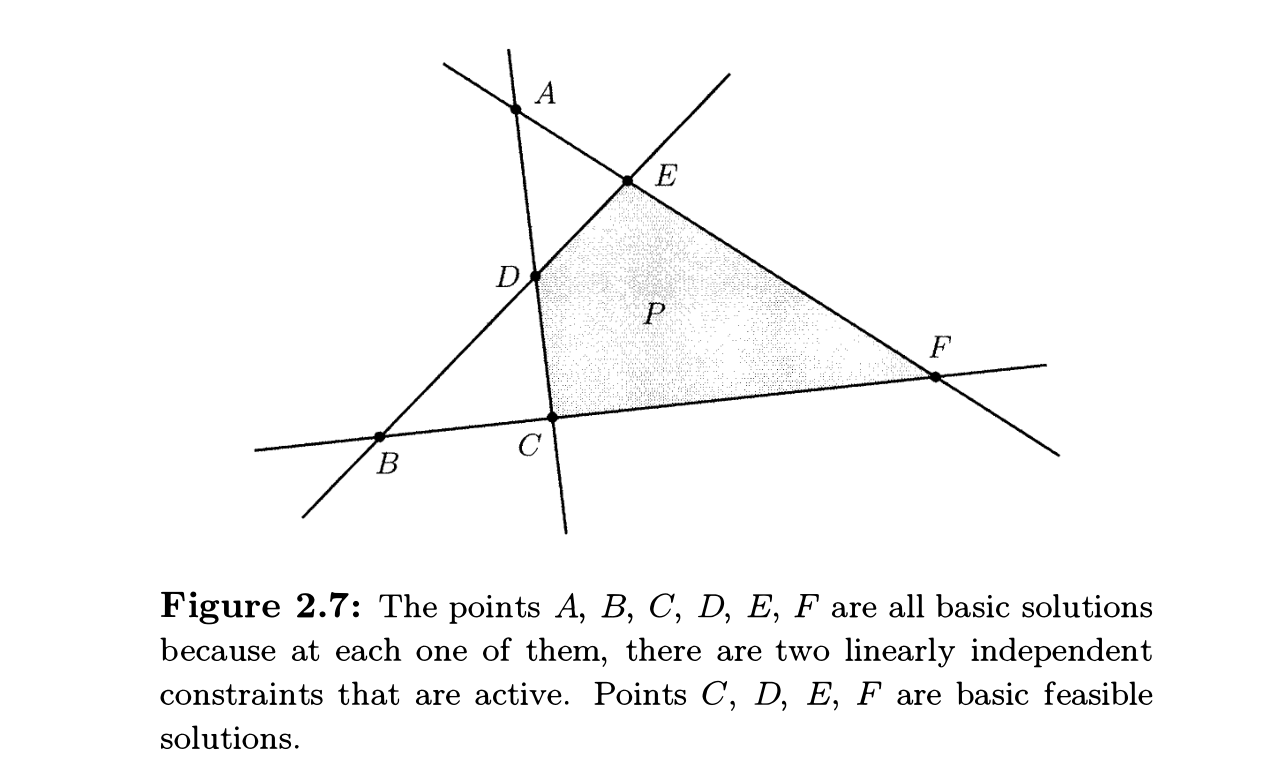 A
E
D
P
F
B
C
Figure 2.7: The points A, B, C, D, E, F are all basic solutions
because at each one of them, there are two linearly independent
constraints that are active. Points C, D, E, F are basic feasible
solutions.